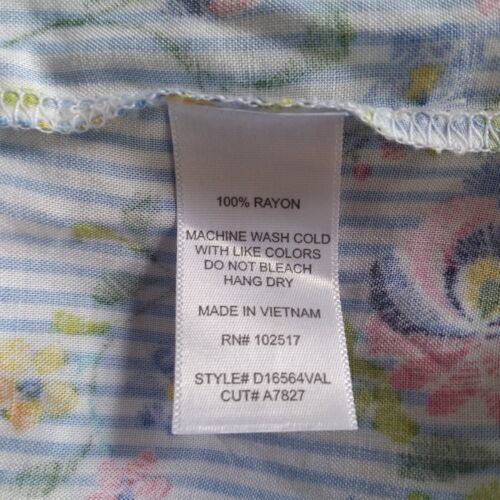 100% RAYON
MACHINE WASH COLD
WITH LIKE COLORS
DO NOT BLEACH
HANG DRY
MADE IN VIETNAM
RN# 102517
STYLE# D16564VAL
CUT# A7827